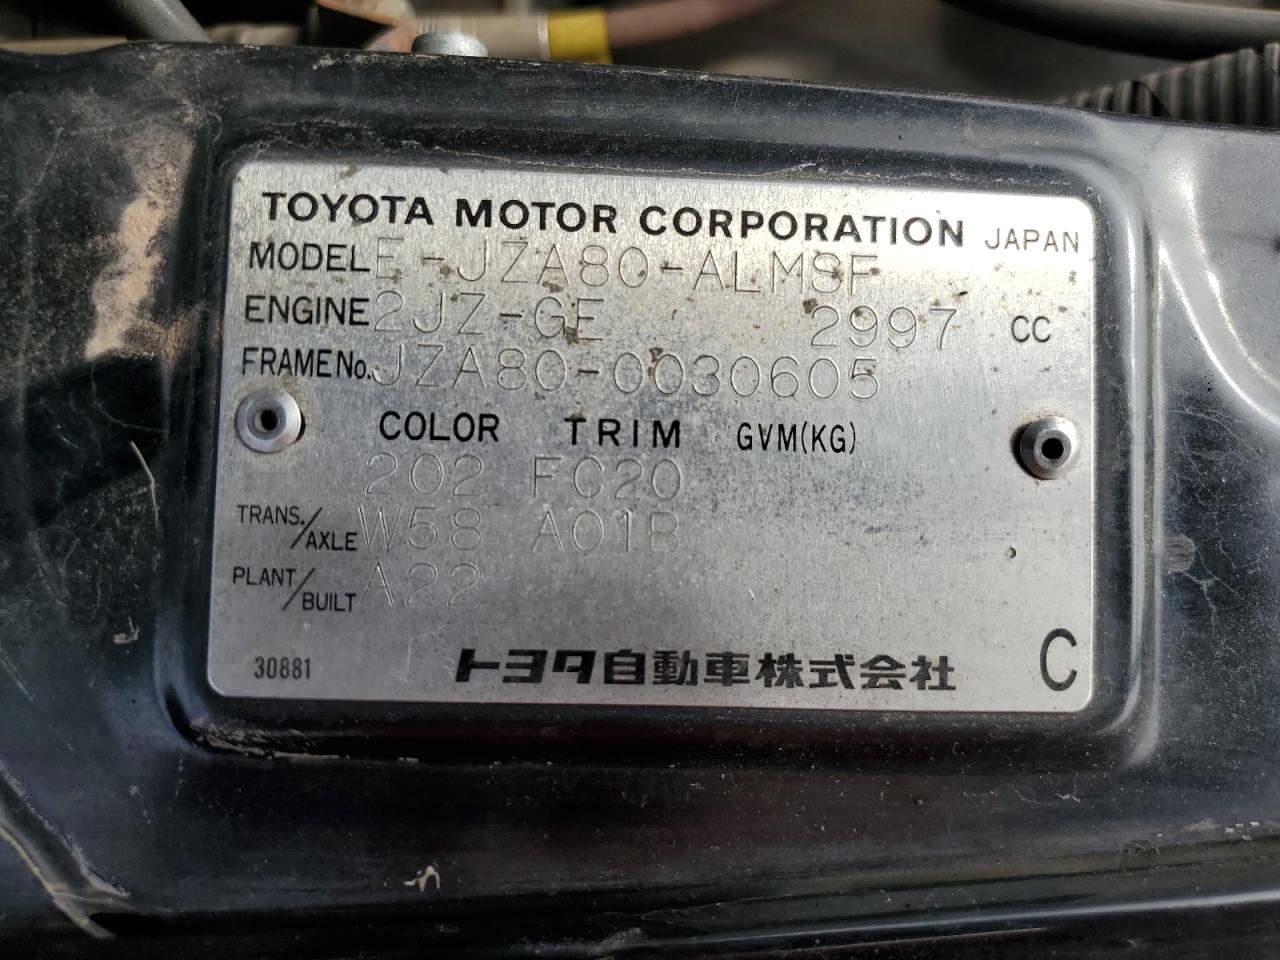 TOYOTA MOTOR CORPORATION JAPAN
MODEL E-JZA80-ALMSF
ENGINE 2JZ-GE 2997 CC
FRAME No. JZA80-0030605
COLOR TRIM GVM(KG)
202 FC20
TRANS./AXLE W58 A01B
PLANT/BUILT A22
30881 トヨタ自動車株式会社 C